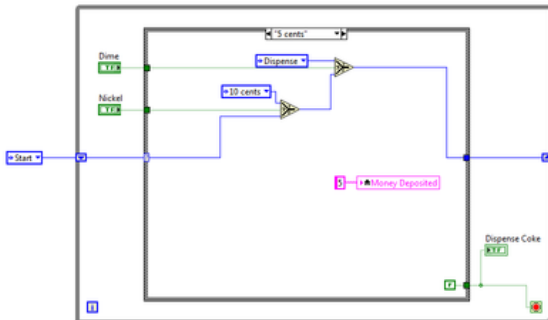 "5 cents"
Dime
TF
Dispense
Nickel
TF
10 cents
Start
5
Money Deposited
Dispense Coke
TF
F
i